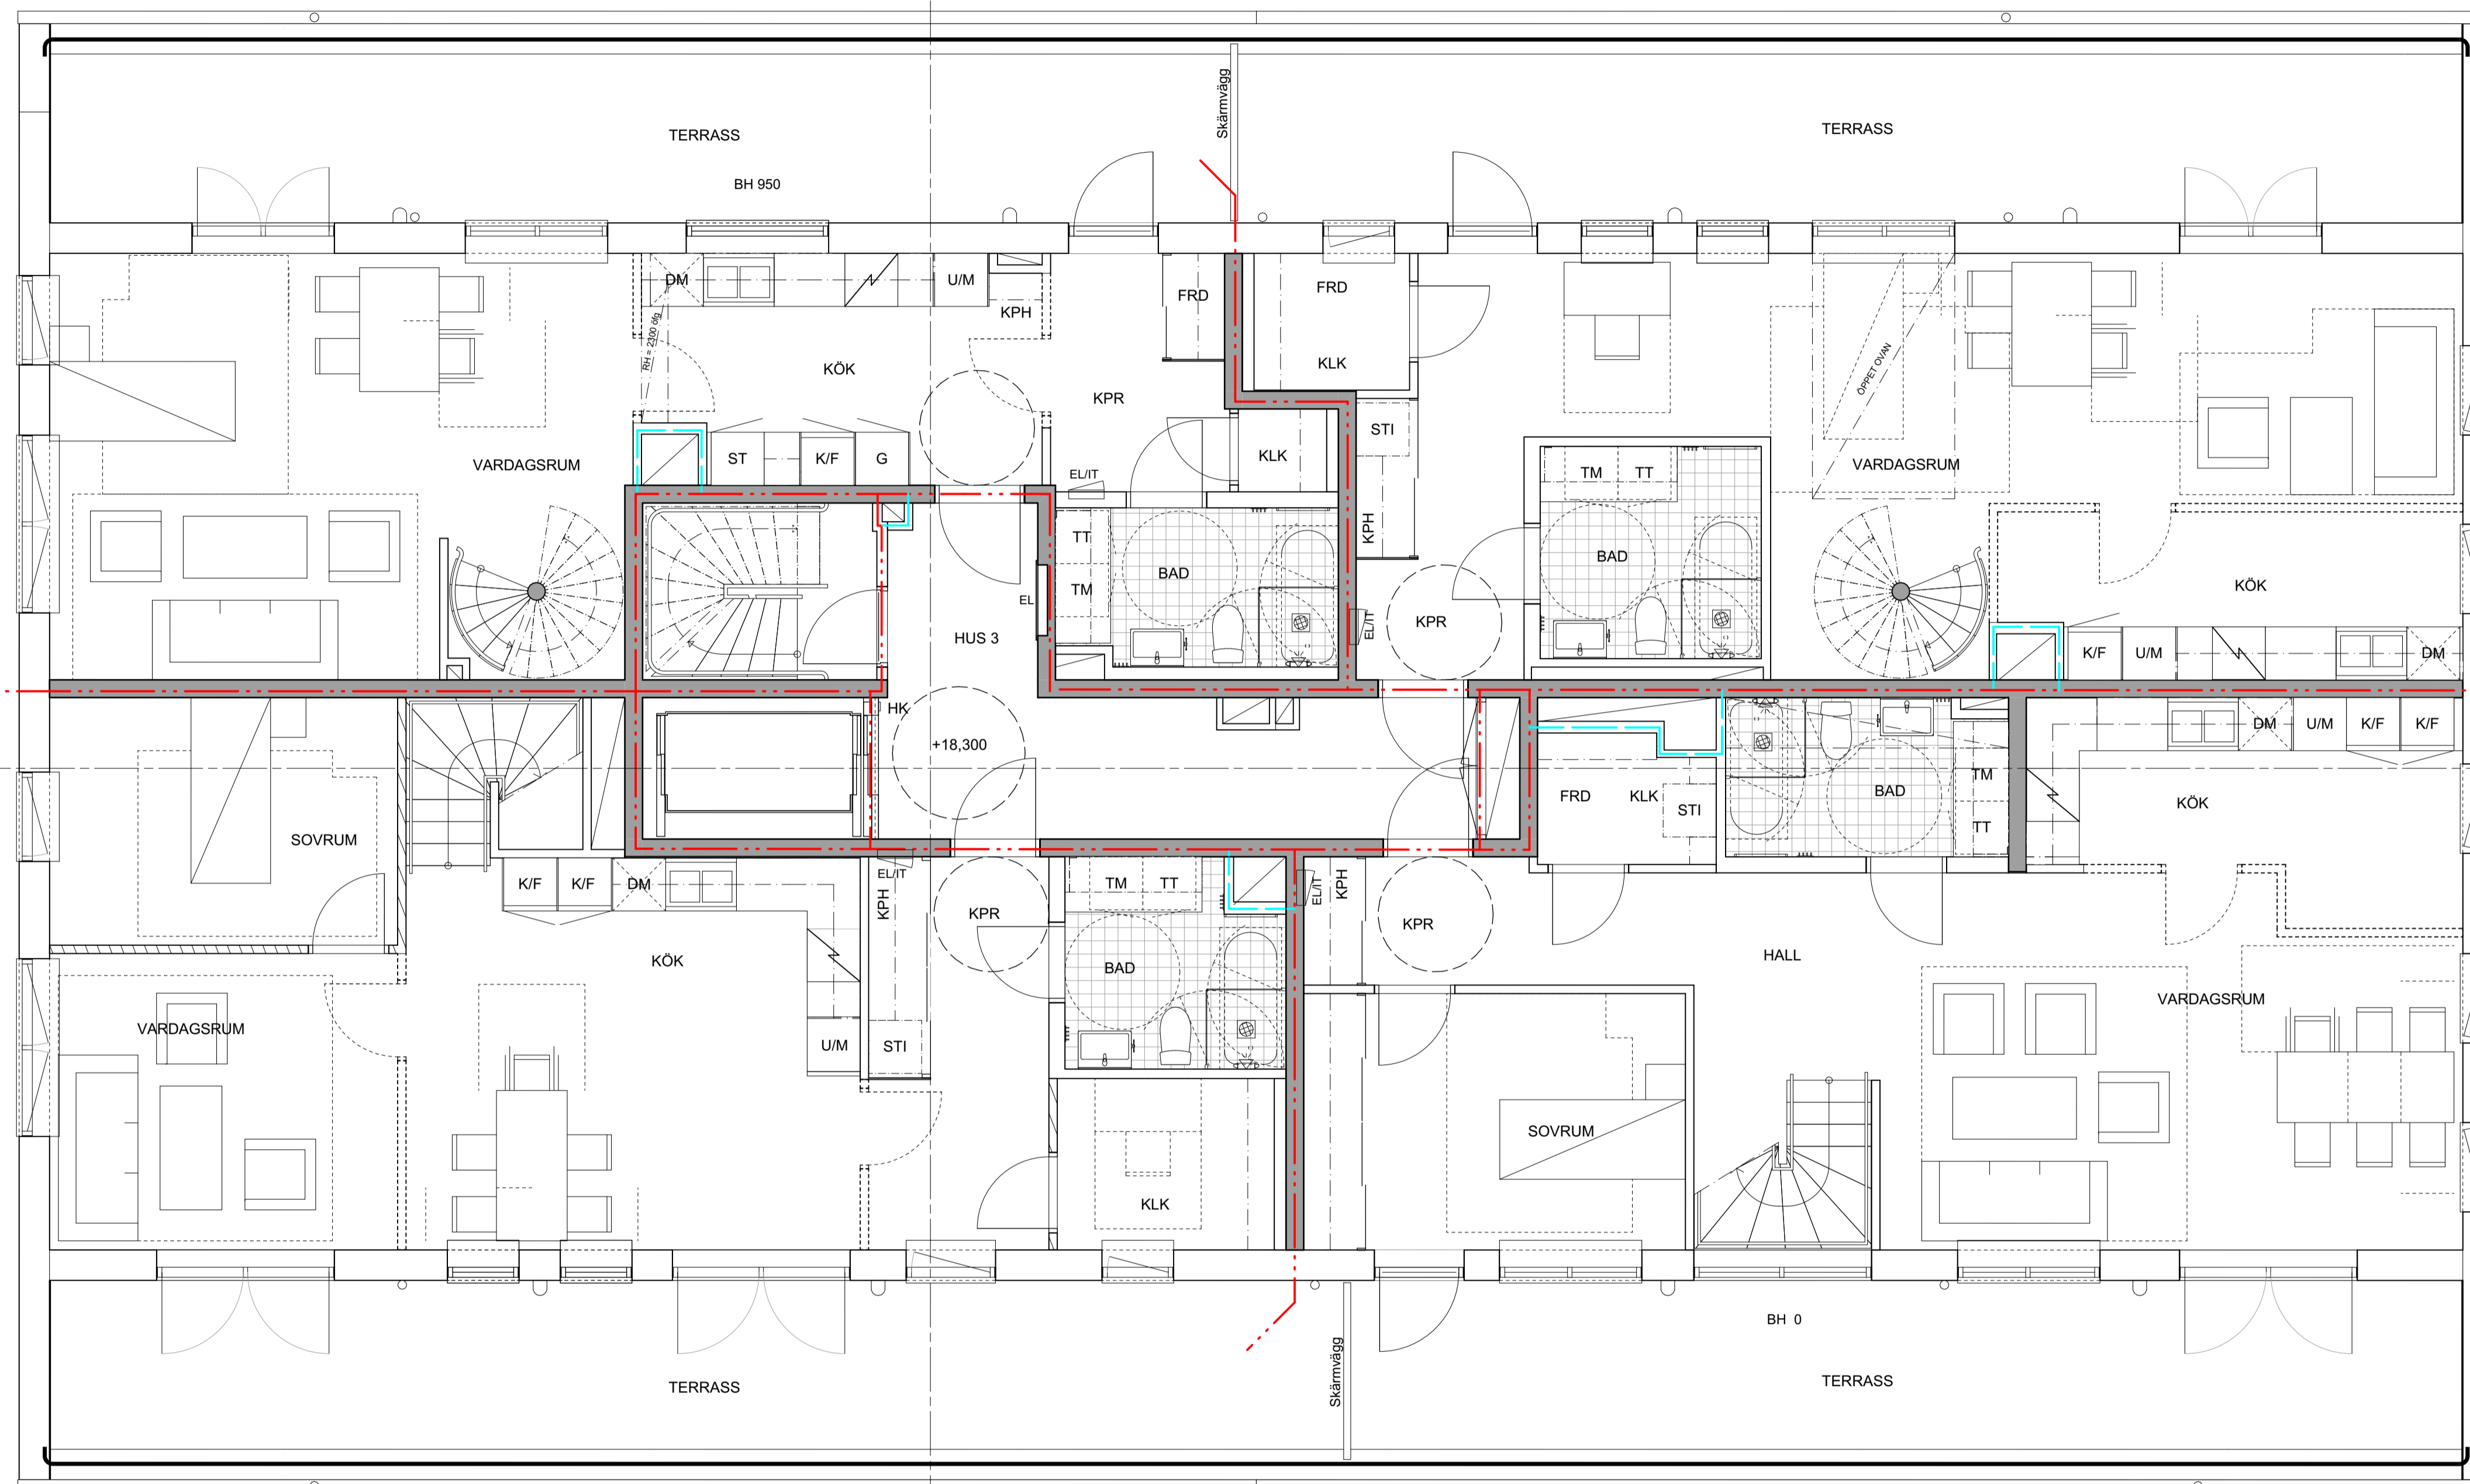 Skärmvägg
TERRASS
TERRASS
BH 950
DM
U/M
FRD
FRD
KPH
RH = 2300 öfg
KÖK
KLK
ÖPPET OVAN
KPR
STI
VARDAGSRUM
ST
K/F
G
KLK
EL/IT
TM
TT
VARDAGSRUM
KPH
TT
BAD
BAD
TM
KÖK
EL
EL/IT
KPR
HUS 3
K/F
U/M
DM
HK
+18,300
DM
U/M
K/F
K/F
TM
FRD
KLK
STI
BAD
KÖK
SOVRUM
TT
EL/IT
K/F
K/F
DM
KPH
TM
TT
EL/IT
KPH
KPR
KPR
KÖK
BAD
HALL
VARDAGSRUM
VARDAGSRUM
U/M
STI
SOVRUM
KLK
BH 0
Skärmvägg
TERRASS
TERRASS